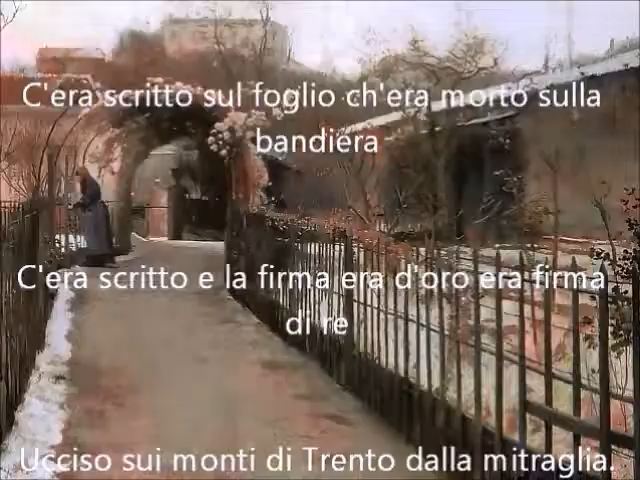 C'era scritto sul foglio ch'era morto sulla
bandiera
C'era scritto e la firma era d'oro era firma
di re
Ucciso sui monti di Trento dalla mitraglia.